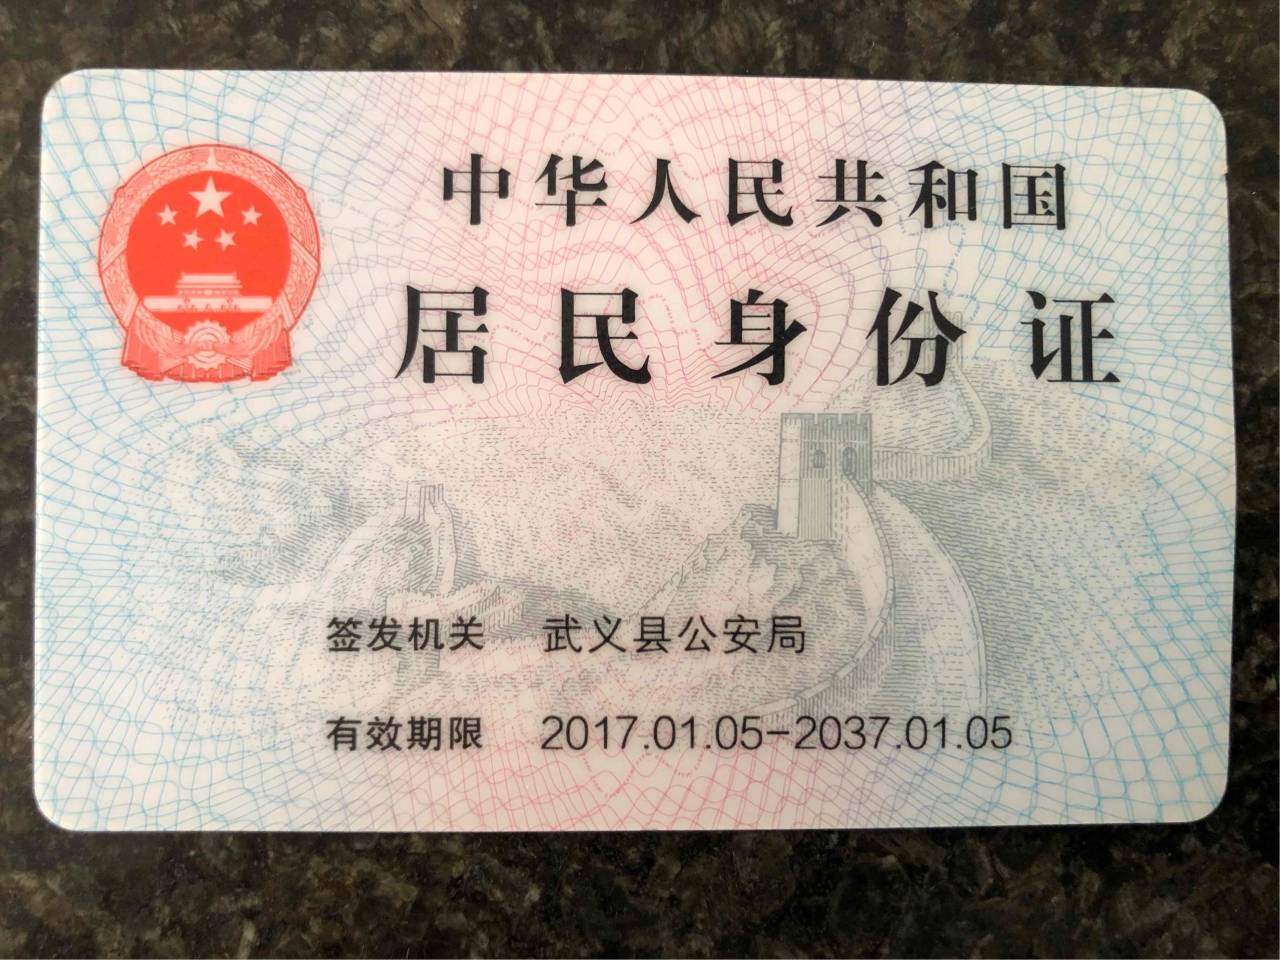 中华人民共和国
居民身份证
签发机关 武义县公安局
有效期限 2017.01.05-2037.01.05